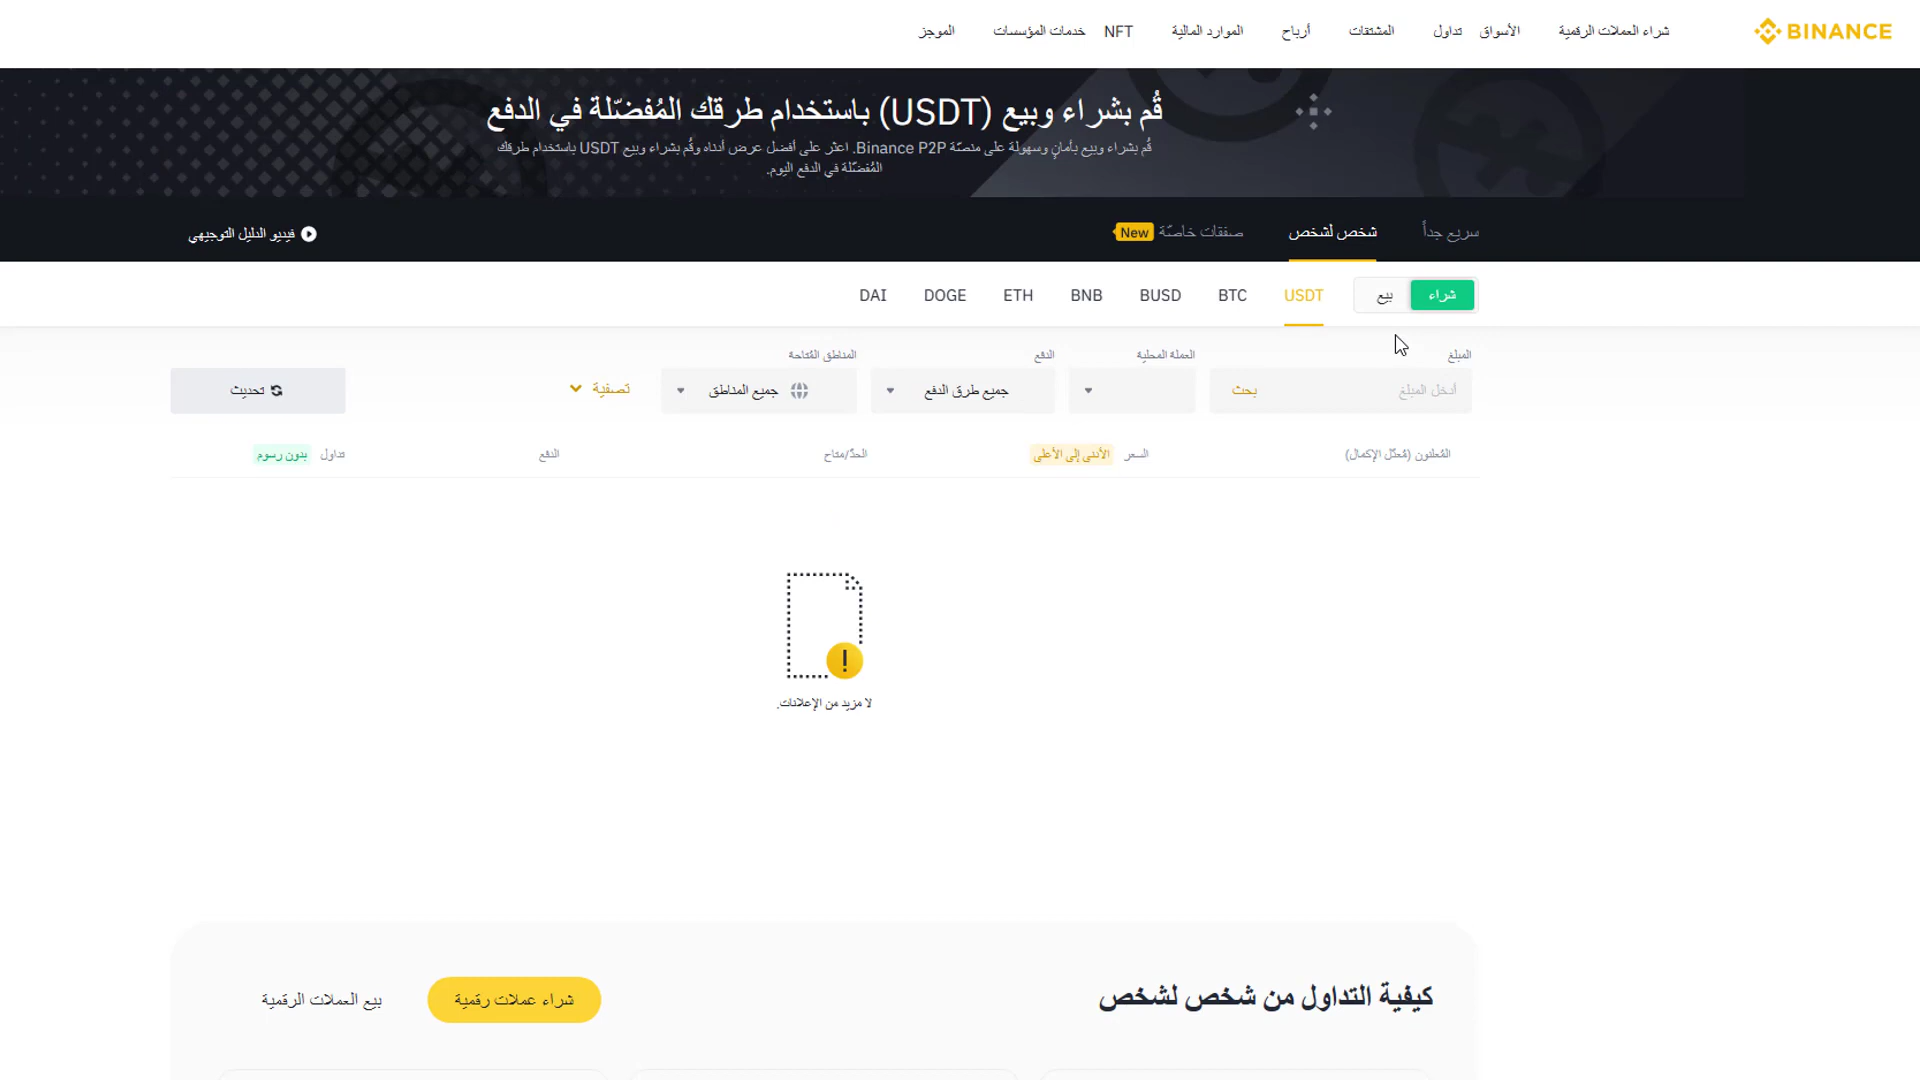 BINANCE
شراء العملات الرقمية
الأسواق
تداول
المشتقات
أرباح
الموارد المالية
NFT
خدمات المؤسسات
الموجز
قُم بشراء وبيع (USDT) باستخدام طرقك المُفضّلة في الدفع
قُم بشراء وبيع بأمانٍ وسهولة على منصّة Binance P2P. اعثر على أفضل عرض أدناه وقُم بشراء وبيع USDT باستخدام طرقك
المُفضّلة في الدفع اليوم.
سريع جداً
شخص لشخص
صفقات خاصّة New
فيديو الدليل التوجيهي
شراء
بيع
USDT
BTC
BUSD
BNB
ETH
DOGE
DAI
المبلغ
العملة المحلية
الدفع
المناطق المُتاحة
أدخل المبلغ
بحث
جميع طرق الدفع
جميع المناطق
تصفية
تحديث
المُعلنون (مُعدّل الإكمال)
السعر الأدنى إلى الأعلى
الحدّ/متاح
الدفع
تداول بدون رسوم
لا مزيد من الإعلانات.
كيفية التداول من شخص لشخص
شراء عملات رقمية
بيع العملات الرقمية